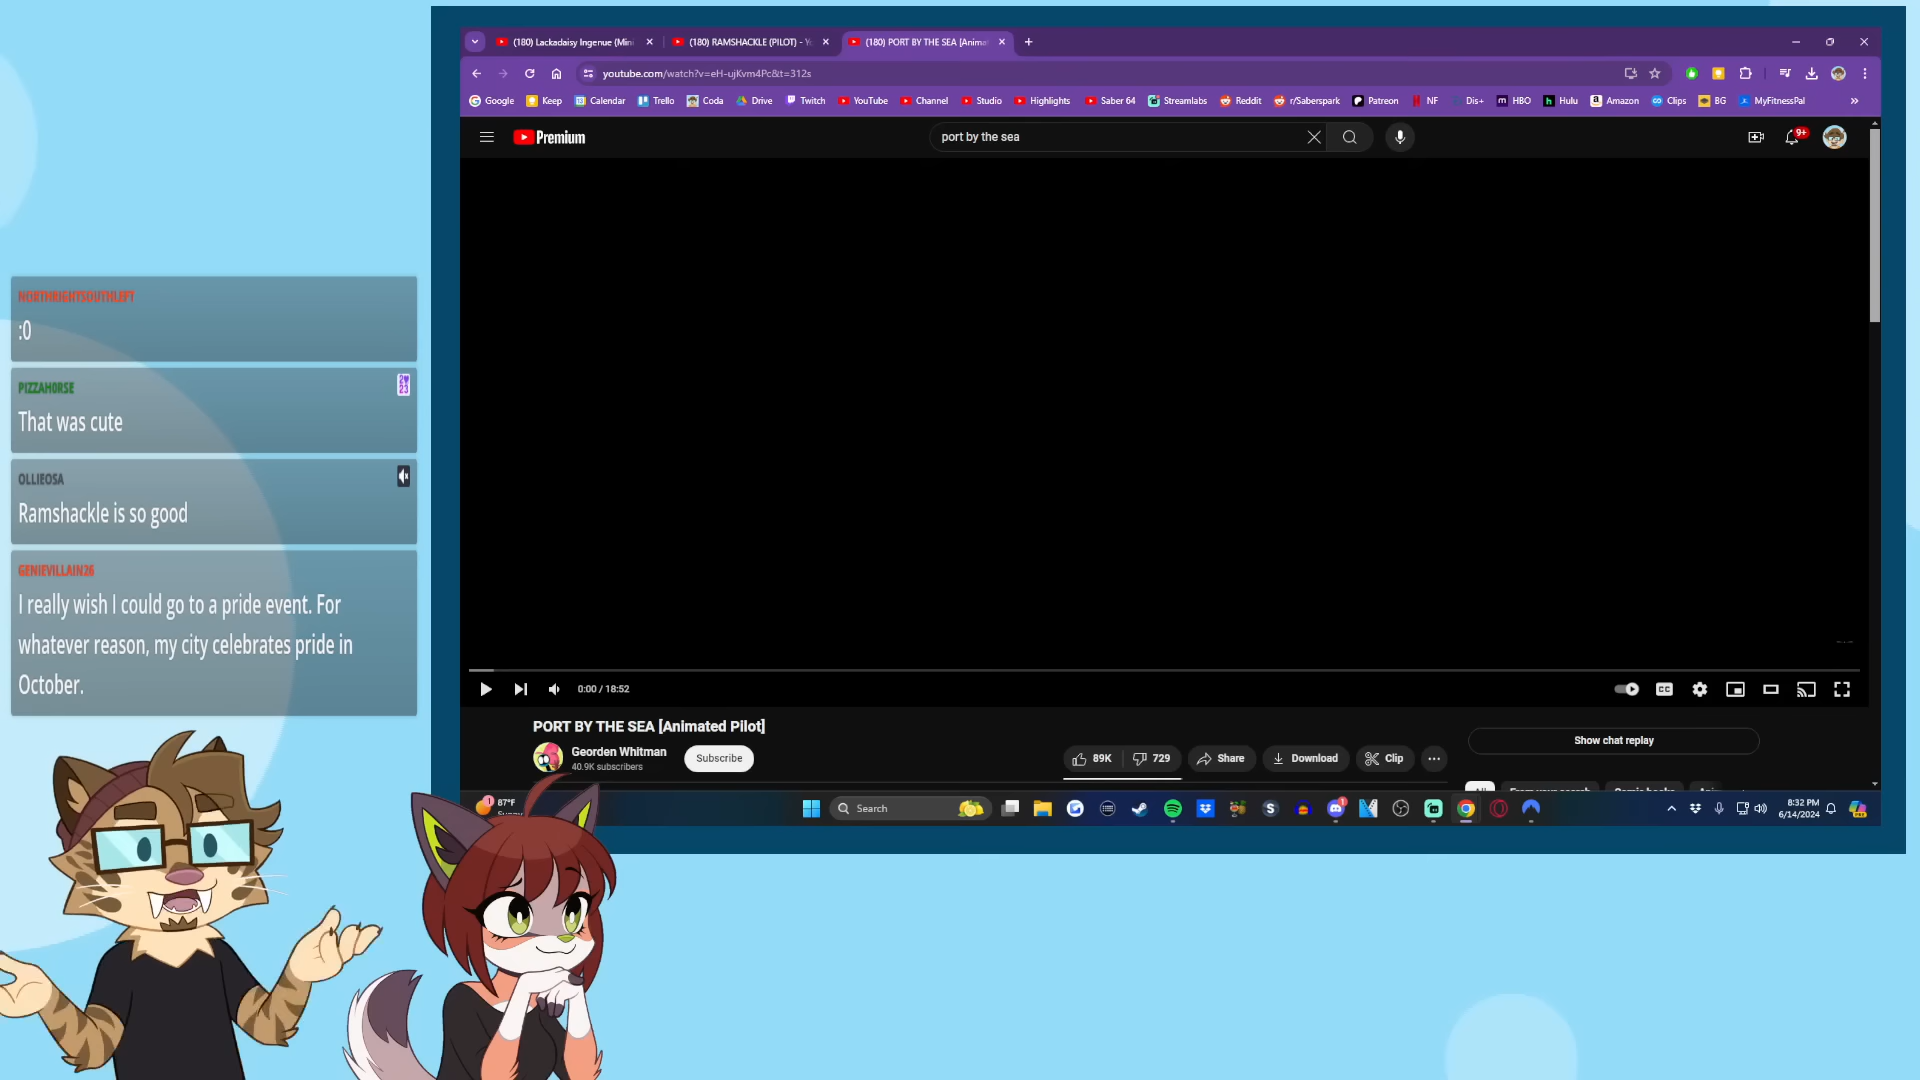 (180) Lackadaisy Ingenue (Mini
(180) RAMSHACKLE (PILOT) - Y
(180) PORT BY THE SEA [Anima
youtube.com/watch?v=eH-ujKvm4Pc&t=312s
Google Keep Calendar Trello Coda Drive Twitch YouTube Channel Studio Highlights Saber 64 Streamlabs Reddit r/Saberspark Patreon NF Dis+ HBO Hulu Amazon Clips BG MyFitnessPal
Premium
port by the sea
9+
NORTHRIGHTSOUTHLEFT
:0
PIZZAH0RSE
That was cute
OLLIEOSA
Ramshackle is so good
GENIEVILLAIN26
I really wish I could go to a pride event. For
whatever reason, my city celebrates pride in
October.
0:00 / 18:52
PORT BY THE SEA [Animated Pilot]
Georden Whitman
40.9K subscribers
Subscribe
89K
729
Share
Download
Clip
Show chat replay
87°F
Search
8:32 PM
6/14/2024